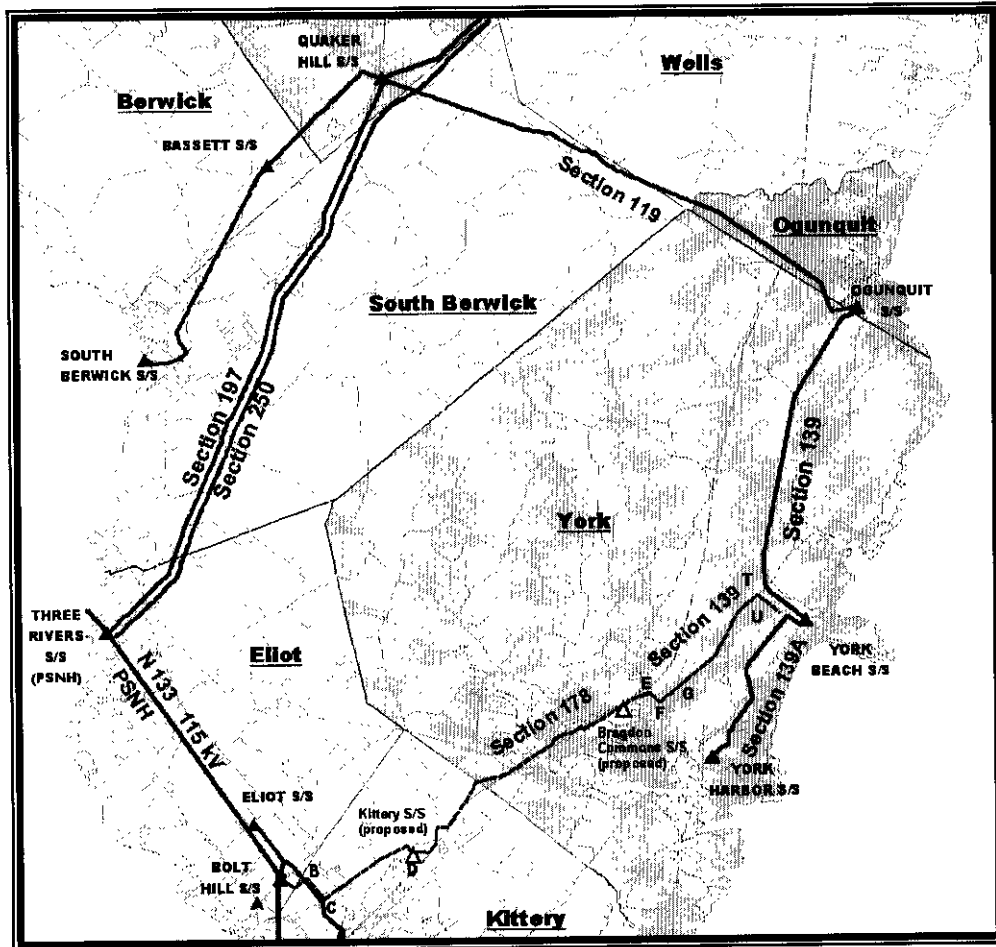 QUAKER
HILL S/S
Wells
Berwick
BASSETT S/S
Section 119
Ogunquit
OGUNQUIT
S/S
South Berwick
SOUTH
BERWICK S/S
Section 197
Section 250
Section 139
York
THREE
RIVERS-
S/S
(PSNH)
N 133 115 kV
PSNH
Eliot
T
U
Section 139
YORK
BEACH S/S
E
F
G
Section 178
Bragdon
Commons S/S
(proposed)
Section 139A
YORK
HARBOR S/S
ELIOT S/S
Kittery S/S
(proposed)
D
BOLT
HILL S/S
B
A
C
Kittery